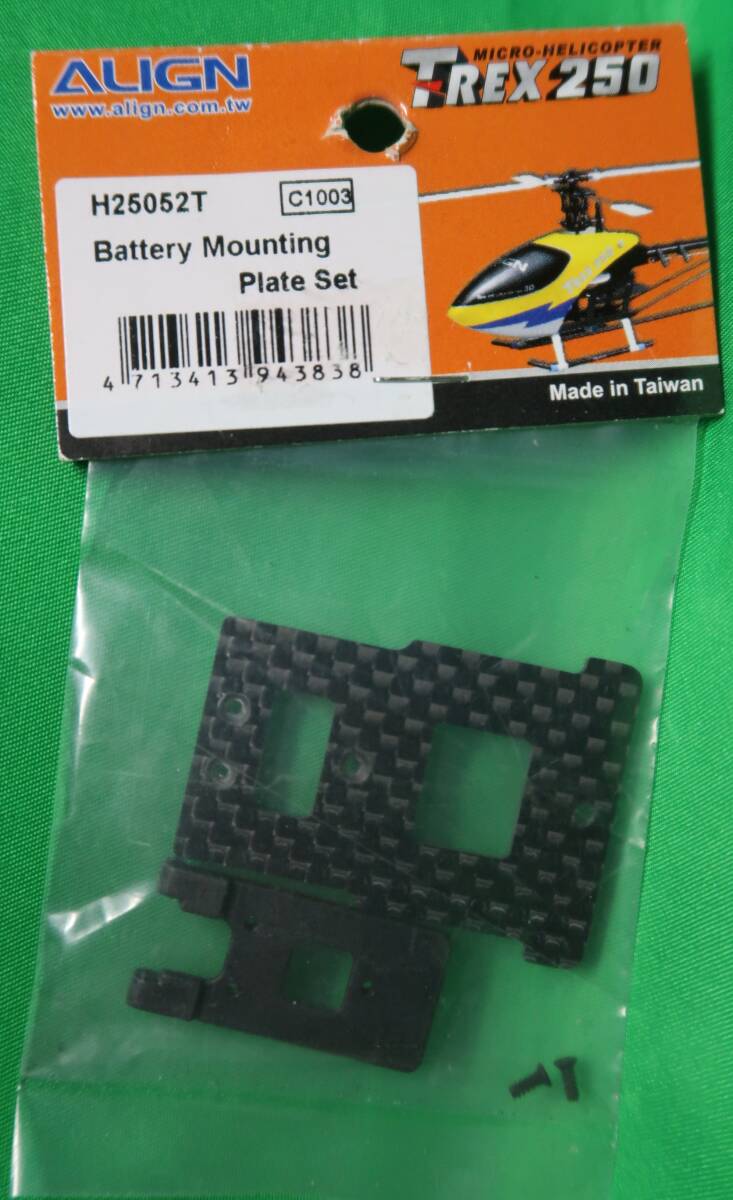 ALIGN
www.align.com.tw
MICRO-HELICOPTER
T-REX 250
H25052T
C1003
Battery Mounting
Plate Set
4 713413 943838
Made in Taiwan